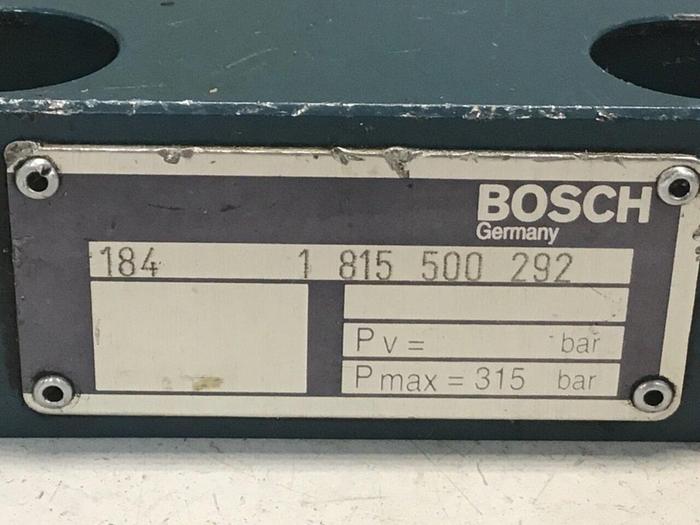 BOSCH
Germany
184 1 815 500 292
Pv = bar
Pmax = 315 bar